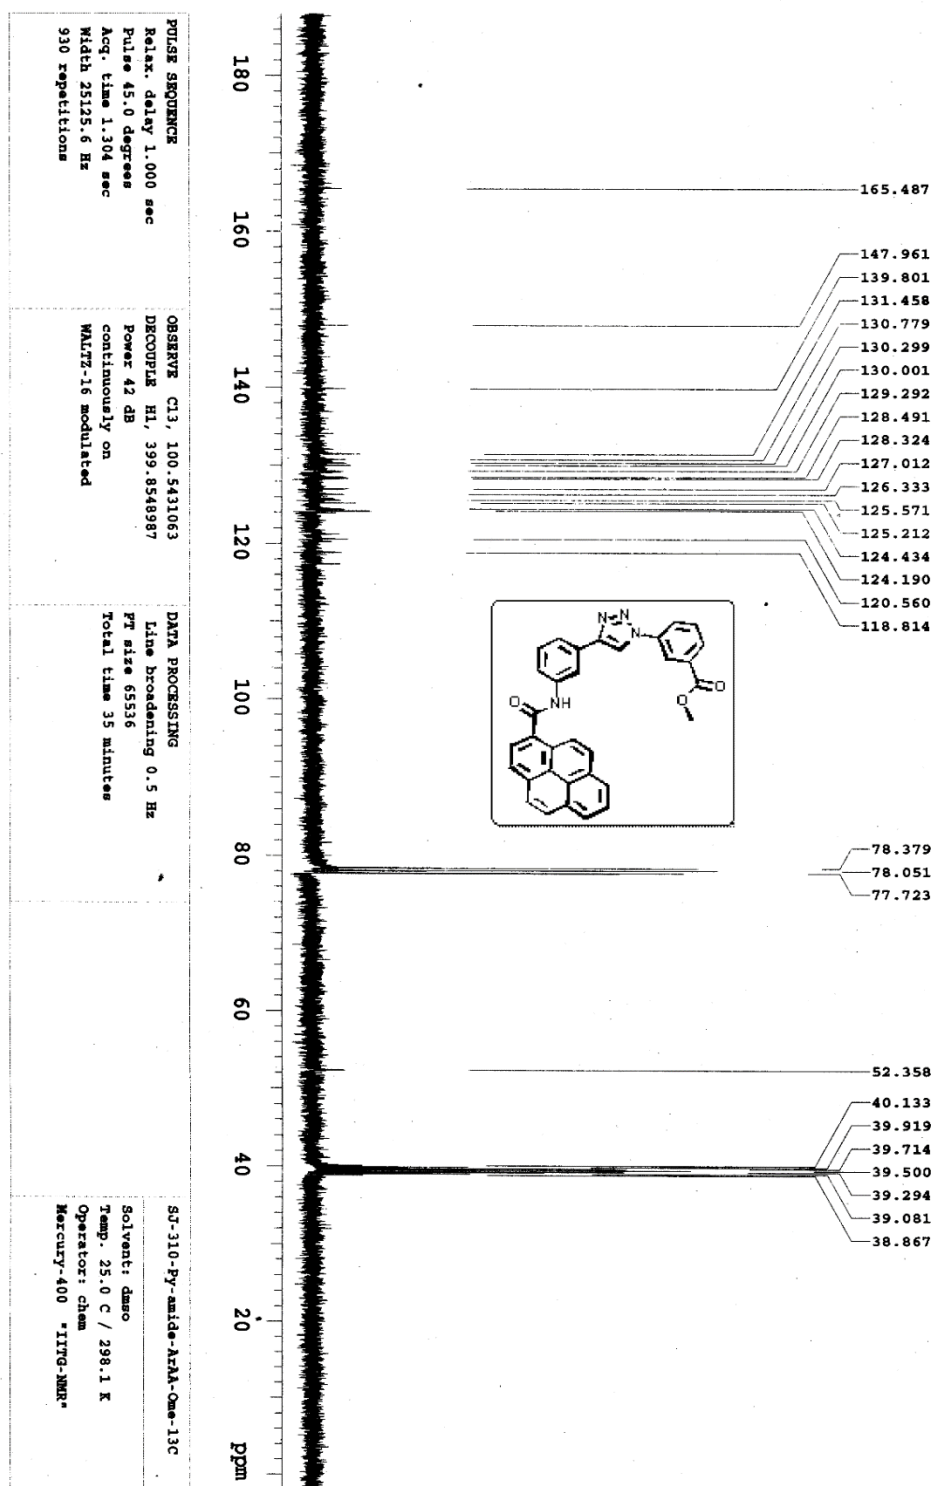 165.487
147.961
139.801
131.458
130.779
130.299
130.001
129.292
128.491
128.324
127.012
126.333
125.571
125.212
124.434
124.190
120.560
118.814
78.379
78.051
77.723
52.358
40.133
39.919
39.714
39.500
39.294
39.081
38.867
N N
N
O
O
NH
O
180 160 140 120 100 80 60 40 20 ppm
PULSE SEQUENCE
Relax. delay 1.000 sec
Pulse 45.0 degrees
Acq. time 1.304 sec
Width 25125.6 Hz
930 repetitions
OBSERVE C13, 100.5431063
DECOUPLE H1, 399.8548987
Power 42 dB
continuously on
WALTZ-16 modulated
DATA PROCESSING
Line broadening 0.5 Hz
FT size 65536
Total time 35 minutes
SJ-310-Py-amide-ArAA-Ome-13C
Solvent: dmso
Temp. 25.0 C / 298.1 K
Operator: chem
Mercury-400 "IITG-NMR"